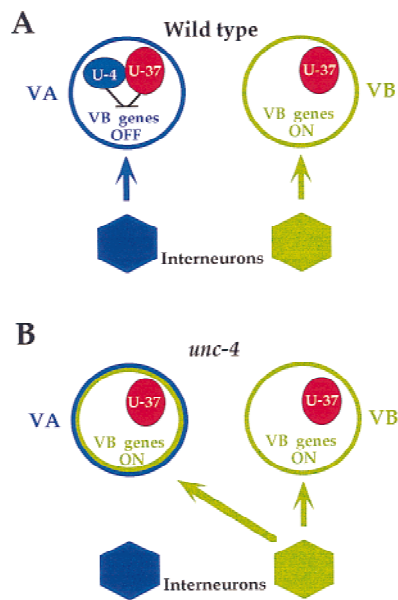 A
Wild type
U-4 U-37
U-37
VA
VB genes
OFF
VB genes
ON
VB
Interneurons
B
unc-4
U-37
U-37
VA
VB genes
ON
VB genes
ON
VB
Interneurons